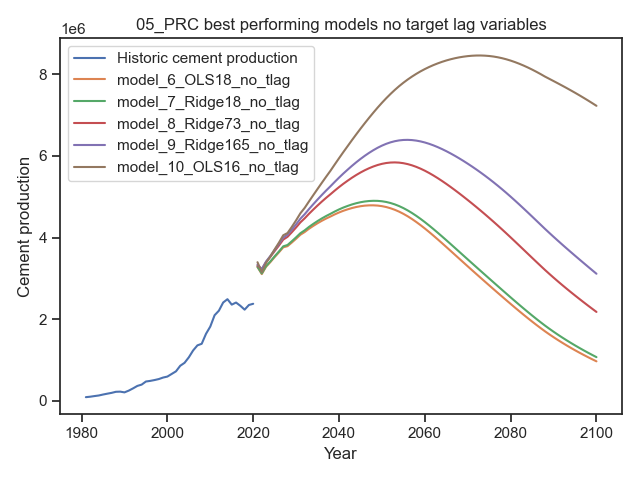 05_PRC best performing models no target lag variables
1e6
Historic cement production
model_6_OLS18_no_tlag
model_7_Ridge18_no_tlag
model_8_Ridge73_no_tlag
model_9_Ridge165_no_tlag
model_10_OLS16_no_tlag
8
6
4
2
0
Cement production
1980 2000 2020 2040 2060 2080 2100
Year